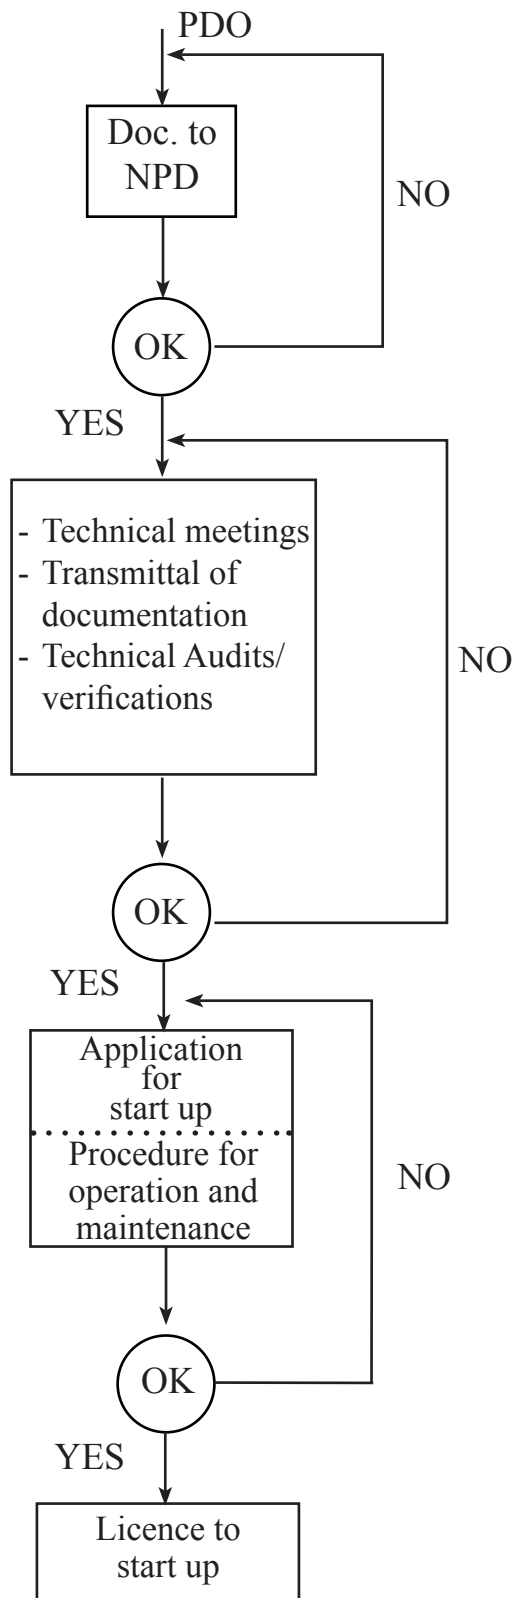 PDO
Doc. to
NPD
NO
OK
YES
- Technical meetings
- Transmittal of
documentation
- Technical Audits/
verifications
NO
OK
YES
Application
for
start up
Procedure for
operation and
maintenance
NO
OK
YES
Licence to
start up